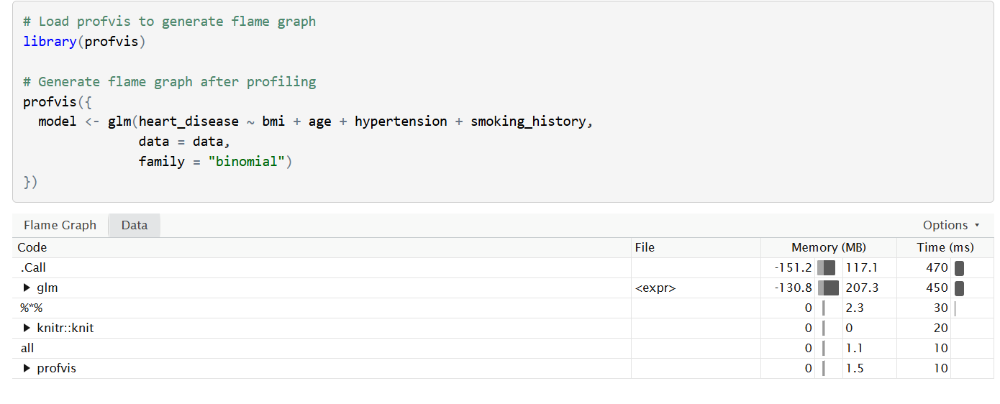 # Load profvis to generate flame graph
library(profvis)
# Generate flame graph after profiling
profvis({
  model <- glm(heart_disease ~ bmi + age + hypertension + smoking_history,
               data = data,
               family = "binomial")
})
Flame Graph Data Options ▼
Code File Memory (MB) Time (ms)
.Call -151.2 117.1 470
▶ glm <expr> -130.8 207.3 450
%*% 0 2.3 30
▶ knitr::knit 0 0 20
all 0 1.1 10
▶ profvis 0 1.5 10